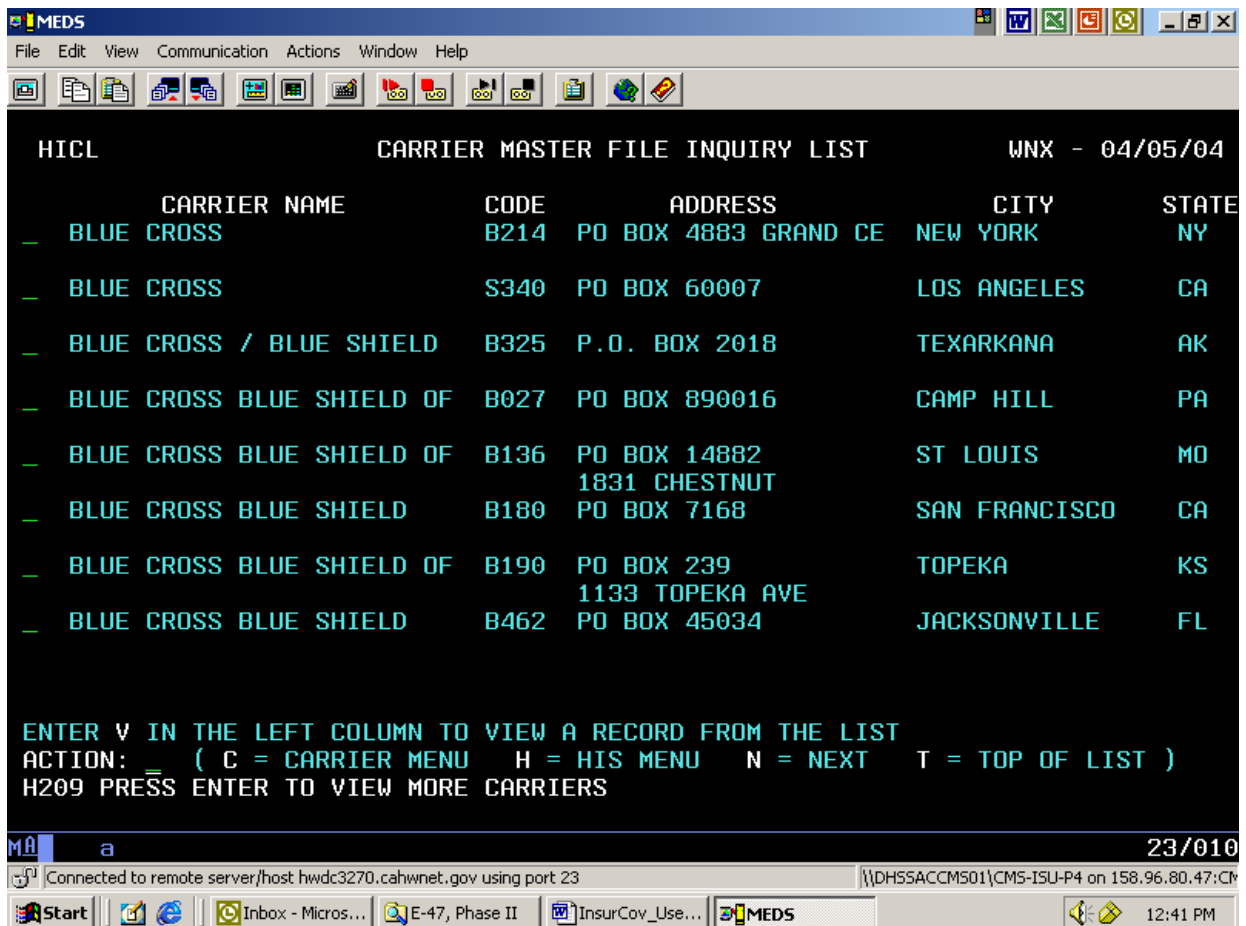 MEDS
File Edit View Communication Actions Window Help
HICL CARRIER MASTER FILE INQUIRY LIST WNX - 04/05/04
CARRIER NAME CODE ADDRESS CITY STATE
_ BLUE CROSS B214 PO BOX 4883 GRAND CE NEW YORK NY
_ BLUE CROSS S340 PO BOX 60007 LOS ANGELES CA
_ BLUE CROSS / BLUE SHIELD B325 P.O. BOX 2018 TEXARKANA AK
_ BLUE CROSS BLUE SHIELD OF B027 PO BOX 890016 CAMP HILL PA
_ BLUE CROSS BLUE SHIELD OF B136 PO BOX 14882 ST LOUIS MO
1831 CHESTNUT
_ BLUE CROSS BLUE SHIELD B180 PO BOX 7168 SAN FRANCISCO CA
_ BLUE CROSS BLUE SHIELD OF B190 PO BOX 239 TOPEKA KS
1133 TOPEKA AVE
_ BLUE CROSS BLUE SHIELD B462 PO BOX 45034 JACKSONVILLE FL
ENTER V IN THE LEFT COLUMN TO VIEW A RECORD FROM THE LIST
ACTION: _ ( C = CARRIER MENU H = HIS MENU N = NEXT T = TOP OF LIST )
H209 PRESS ENTER TO VIEW MORE CARRIERS
MA a 23/010
Connected to remote server/host hwdc3270.cahwnet.gov using port 23 \\DHSSACCMS01\CMS-ISU-P4 on 158.96.80.47:CM
Start Inbox - Micros... E-47, Phase II InsurCov_Use... MEDS 12:41 PM